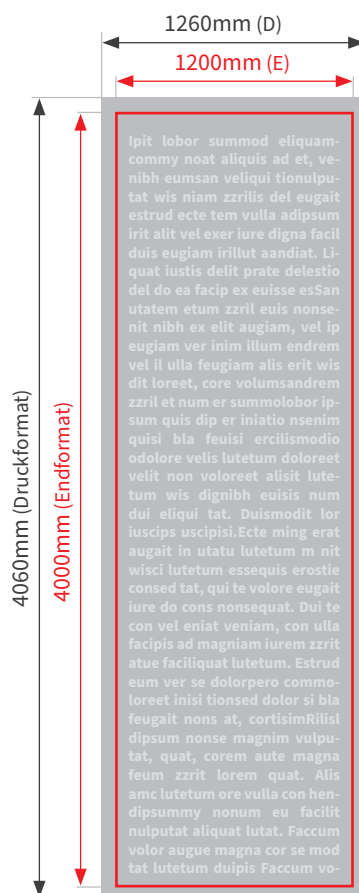 1260mm (D)
1200mm (E)
4060mm (Druckformat)
4000mm (Endformat)
Ipit lobor summod eliquam-
commy noat aliquis ad et, ve-
nibh eumsan veliqui tionulpu-
tat wis niam zzrilis del eugait
estrud ecte tem vulla adipsum
irit alit vel exer iure digna facil
duis eugiam irillut aandiat. Li-
quat iustis delit prate delestio
del do ea facip ex euisse esSan
utatem etum zzril euis nonse-
nit nibh ex elit augiam, vel ip
eugiam ver inim illum endrem
vel il ulla feugiam alis erit wis
dit loreet, core volumsandrem
zzril et num er summolobor ip-
sum quis dip er iniatio nsenim
quisi bla feuisi ercilismodio
odolore velis lutetum doloreet
velit non voloreet alisit lute-
tum wis dignibh euisis num
dui eliqui tat. Duismodit lor
iuscips uscipisi.Ecte ming erat
augait in utatu lutetum m nit
wisci lutetum essequis erostie
consed tat, qui te volore eugait
iure do cons nonsequat. Dui te
con vel eniat veniam, con ulla
facipis ad magniam iurem zzrit
atue faciliquat lutetum. Estrud
eum ver se dolorpero commo-
loreet inisi tionsed dolor si bla
feugait nons at, cortisimRilisl
dipsum nonse magnim vulpu-
tat, quat, corem aute magna
feum zzrit lorem quat. Alis
amc lutetum ore vulla con hen-
dipsummy nonum eu facilit
nulputat aliquat lutat. Faccum
volor augue magna cor se mod
tat lutetum duipis Faccum vo-